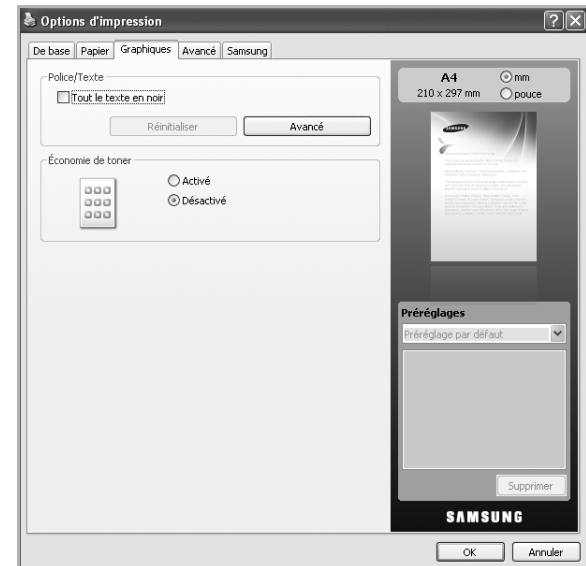 Options d'impression
De base Papier Graphiques Avancé Samsung
Police/Texte
Tout le texte en noir
Réinitialiser Avancé
Économie de toner
Activé
Désactivé
A4
210 x 297 mm
mm
pouce
SAMSUNG
Préréglages
Préréglage par défaut
Supprimer
SAMSUNG
OK Annuler